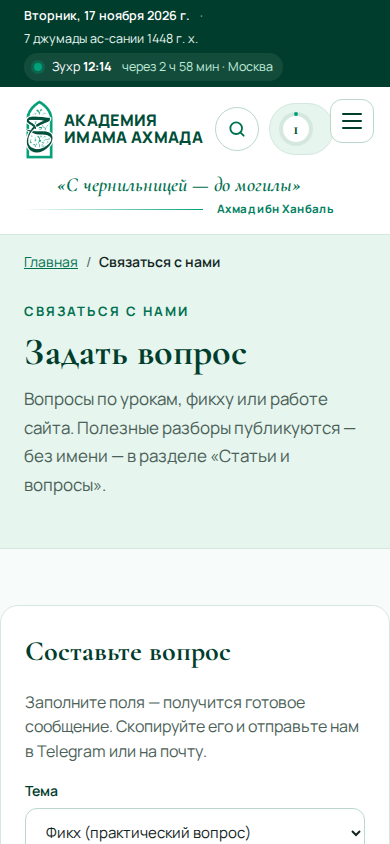 Вторник, 17 ноября 2026 г. ·
7 джумады ас-сании 1448 г. х.
Зухр 12:14 через 2 ч 58 мин · Москва
АКАДЕМИЯ
ИМАМА АХМАДА
1
«С чернильницей — до могилы»
Ахмад ибн Ханбаль
Главная / Связаться с нами
СВЯЗАТЬСЯ С НАМИ
Задать вопрос
Вопросы по урокам, фикху или работе
сайта. Полезные разборы публикуются —
без имени — в разделе «Статьи и
вопросы».
Составьте вопрос
Заполните поля — получится готовое
сообщение. Скопируйте его и отправьте нам
в Telegram или на почту.
Тема
Фикх (практический вопрос)